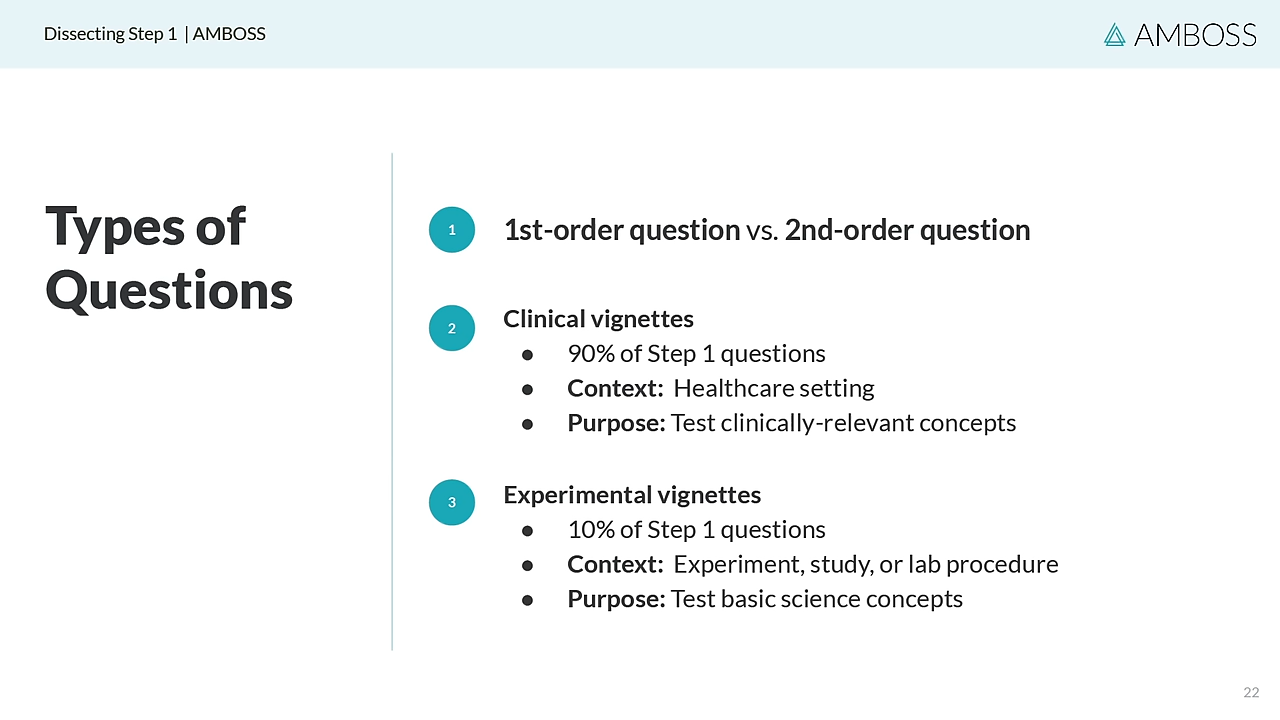 Dissecting Step 1 | AMBOSS
AMBOSS
Types of
Questions
1
1st-order question vs. 2nd-order question
2
Clinical vignettes
● 90% of Step 1 questions
● Context: Healthcare setting
● Purpose: Test clinically-relevant concepts
3
Experimental vignettes
● 10% of Step 1 questions
● Context: Experiment, study, or lab procedure
● Purpose: Test basic science concepts
22